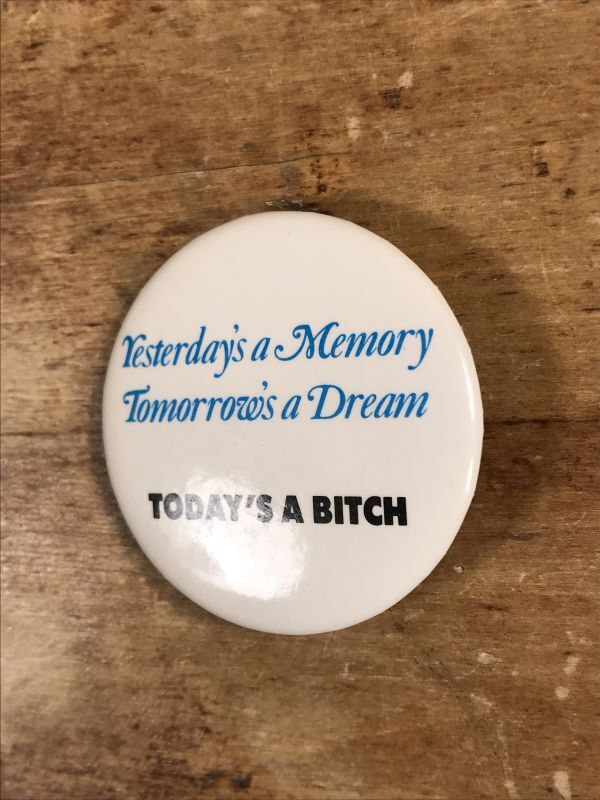 Yesterday's a Memory
Tomorrow's a Dream
TODAY'S A BITCH